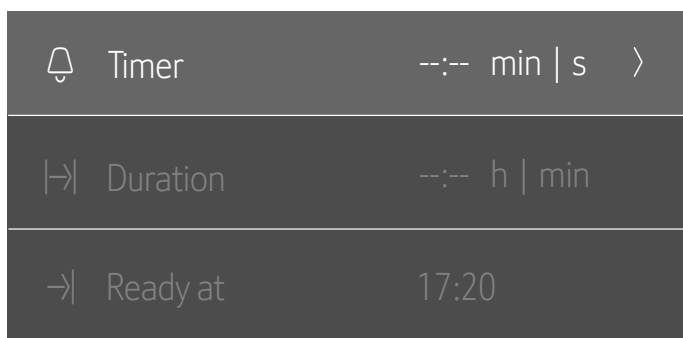 Timer --:-- min | s
Duration --:-- h | min
Ready at 17:20